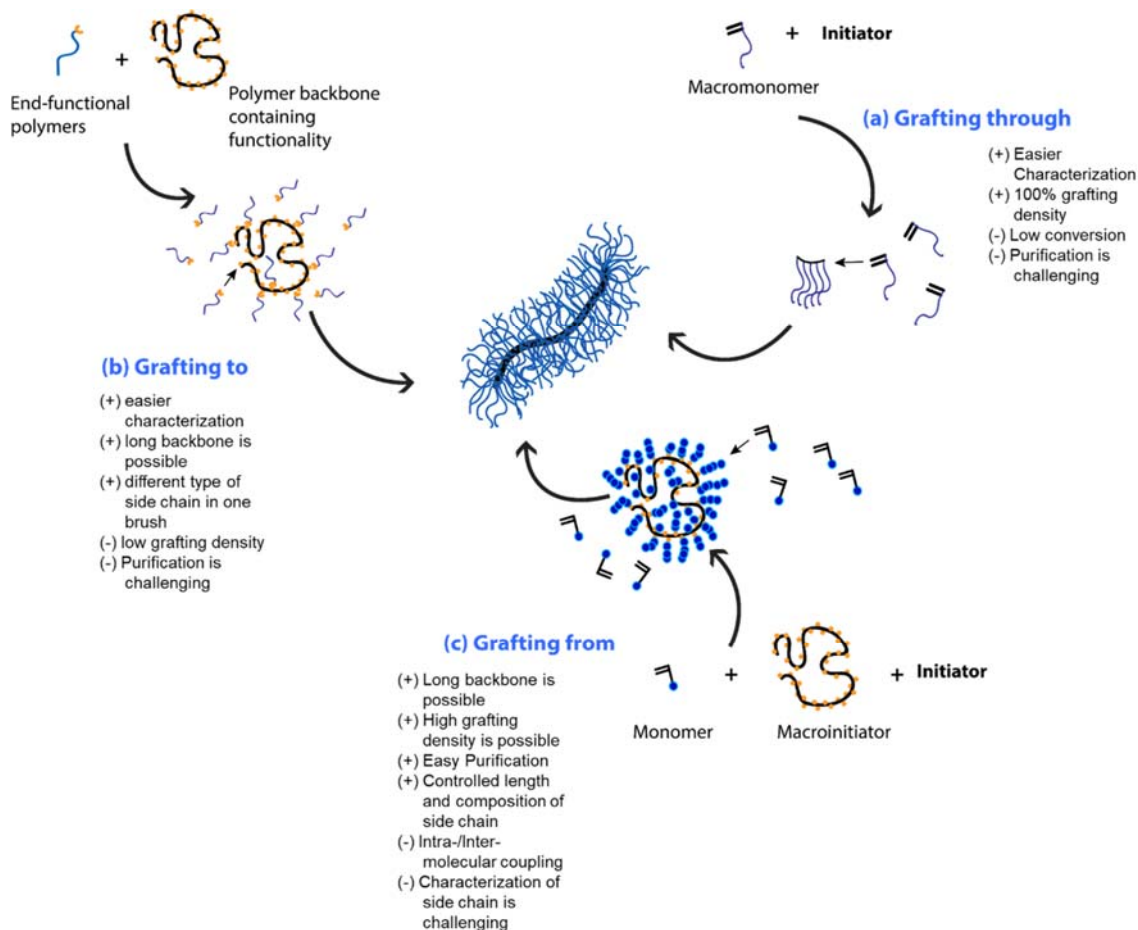 +
End-functional
polymers
Polymer backbone
containing
functionality
+ Initiator
Macromonomer
(a) Grafting through
(+) Easier
Characterization
(+) 100% grafting
density
(-) Low conversion
(-) Purification is
challenging
(b) Grafting to
(+) easier
characterization
(+) long backbone is
possible
(+) different type of
side chain in one
brush
(-) low grafting density
(-) Purification is
challenging
(c) Grafting from
(+) Long backbone is
possible
(+) High grafting
density is possible
(+) Easy Purification
(+) Controlled length
and composition of
side chain
(-) Intra-/Inter-
molecular coupling
(-) Characterization of
side chain is
challenging
+ + Initiator
Monomer Macroinitiator